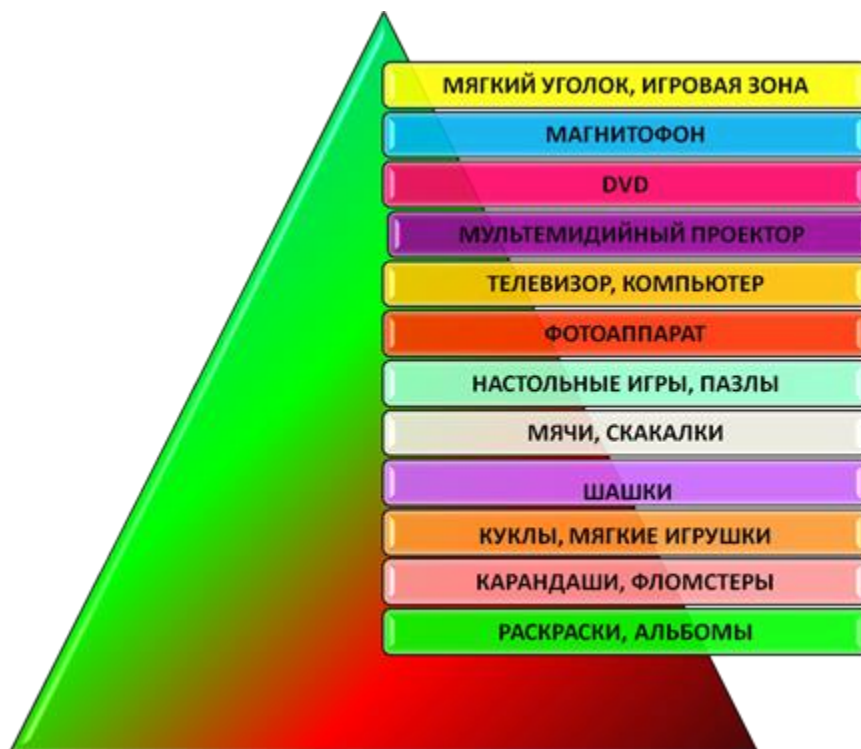 МЯГКИЙ УГОЛОК, ИГРОВАЯ ЗОНА
МАГНИТОФОН
DVD
МУЛЬТЕМИДИЙНЫЙ ПРОЕКТОР
ТЕЛЕВИЗОР, КОМПЬЮТЕР
ФОТОАППАРАТ
НАСТОЛЬНЫЕ ИГРЫ, ПАЗЛЫ
МЯЧИ, СКАКАЛКИ
ШАШКИ
КУКЛЫ, МЯГКИЕ ИГРУШКИ
КАРАНДАШИ, ФЛОМСТЕРЫ
РАСКРАСКИ, АЛЬБОМЫ